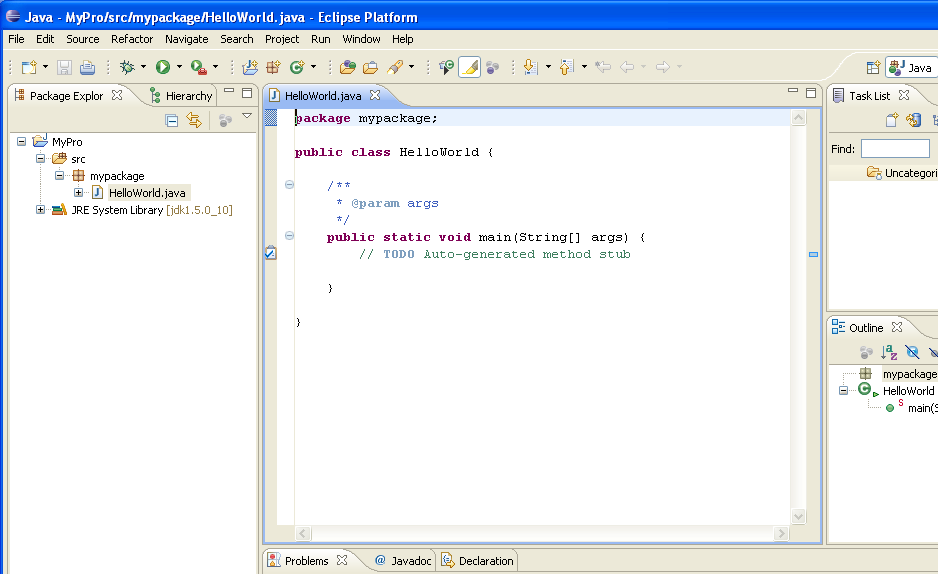 Java - MyPro/src/mypackage/HelloWorld.java - Eclipse Platform
File Edit Source Refactor Navigate Search Project Run Window Help
Java
Package Explor
Hierarchy
MyPro
src
mypackage
HelloWorld.java
JRE System Library [jdk1.5.0_10]
HelloWorld.java
package mypackage;
public class HelloWorld {
/**
* @param args
*/
public static void main(String[] args) {
// TODO Auto-generated method stub
}
}
Task List
Find:
Uncategori
Outline
mypackage
HelloWorld
main(S
Problems
Javadoc
Declaration